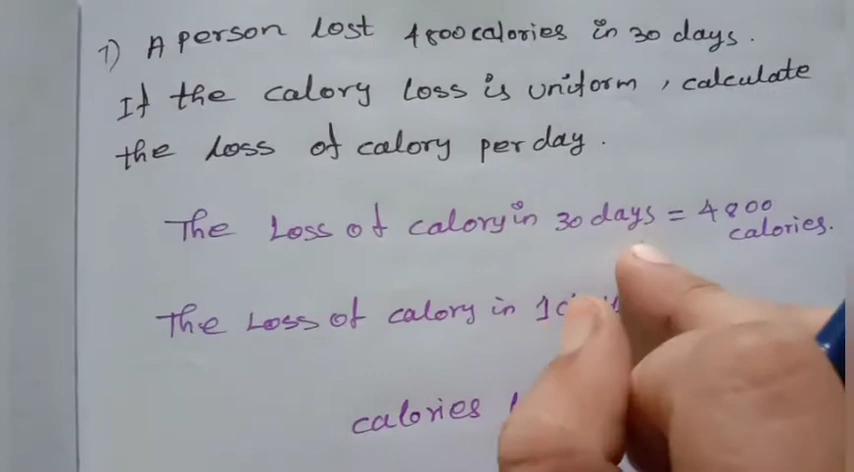 1) A person lost 4800 calories in 30 days.
If the calory loss is uniform, calculate
the loss of calory per day.
The Loss of calory in 30 days = 4800
calories.
The Loss of calory in 1
calories